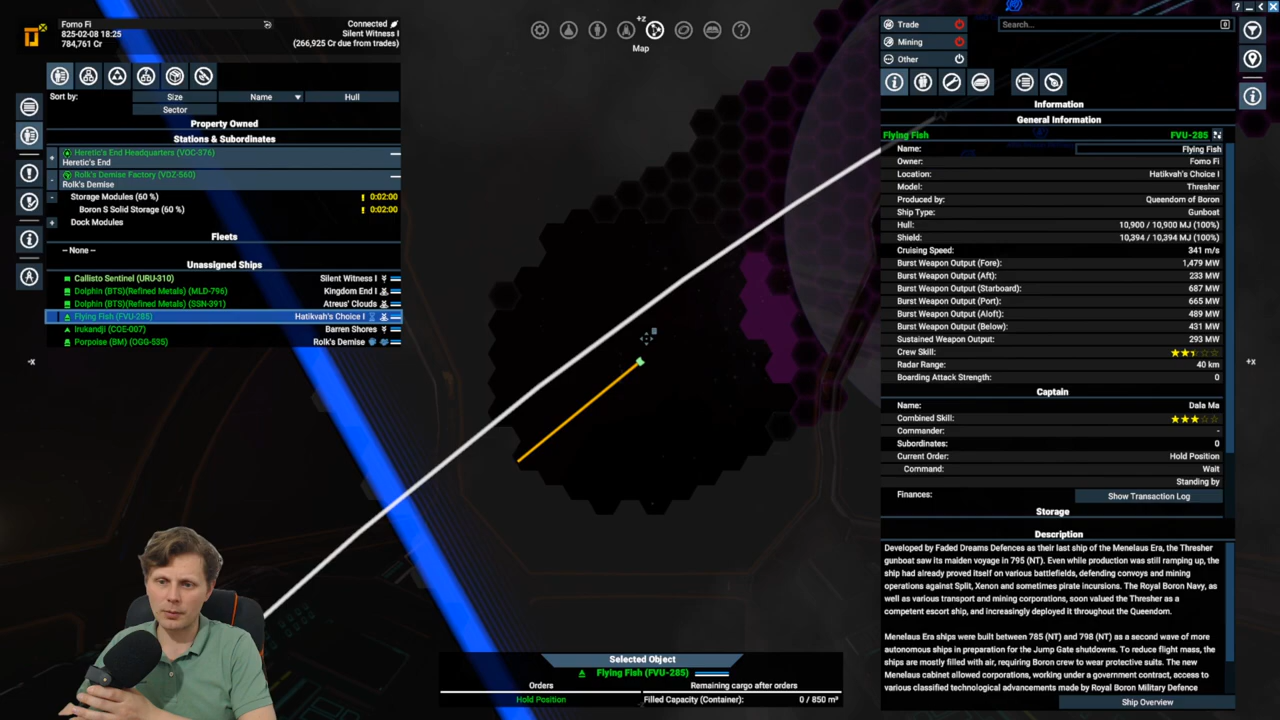 Fomo Fi
825-02-08 18:25
784,761 Cr
Connected
Silent Witness I
(266,925 Cr due from trades)
+z
Map
Sort by:
Size
Name
Hull
Sector
Property Owned
Stations & Subordinates
+
Heretic's End Headquarters (VOC-376)
Heretic's End
-
Rolk's Demise Factory (VDZ-560)
Rolk's Demise
-
Storage Modules (60 %)
! 0:02:00
Boron S Solid Storage (60 %)
! 0:02:00
+
Dock Modules
Fleets
-- None --
Unassigned Ships
Callisto Sentinel (URU-310)
Silent Witness I
Dolphin (BTS)(Refined Metals) (MLD-796)
Kingdom End I
Dolphin (BTS)(Refined Metals) (SSN-391)
Atreus' Clouds
Flying Fish (FVU-285)
Hatikvah's Choice I
Irukandji (COE-007)
Barren Shores
Porpoise (BM) (OGG-535)
Rolk's Demise
-x
+x
Selected Object
Flying Fish (FVU-285)
Orders
Remaining cargo after orders
Hold Position
Filled Capacity (Container):
0 / 850 m³
Trade
Mining
Other
Search...
0
Information
General Information
Flying Fish
FVU-285
Name:
Flying Fish
Owner:
Fomo Fi
Location:
Hatikvah's Choice I
Model:
Thresher
Produced by:
Queendom of Boron
Ship Type:
Gunboat
Hull:
10,900 / 10,900 MJ (100%)
Shield:
10,394 / 10,394 MJ (100%)
Cruising Speed:
341 m/s
Burst Weapon Output (Fore):
1,479 MW
Burst Weapon Output (Aft):
233 MW
Burst Weapon Output (Starboard):
687 MW
Burst Weapon Output (Port):
665 MW
Burst Weapon Output (Aloft):
489 MW
Burst Weapon Output (Below):
431 MW
Sustained Weapon Output:
293 MW
Crew Skill:
Radar Range:
40 km
Boarding Attack Strength:
0
Captain
Name:
Dala Ma
Combined Skill:
Commander:
-
Subordinates:
0
Current Order:
Hold Position
Command:
Wait
Standing by
Finances:
Show Transaction Log
Storage
Description
Developed by Faded Dreams Defences as their last ship of the Menelaus Era, the Thresher
gunboat saw its maiden voyage in 795 (NT). Even while production was still ramping up, the
ship had already proved itself on various battlefields, defending convoys and mining
operations against Split, Xenon and sometimes pirate incursions. The Royal Boron Navy, as
well as various transport and mining corporations, soon valued the Thresher as a
competent escort ship, and increasingly deployed it throughout the Queendom.
Menelaus Era ships were built between 785 (NT) and 798 (NT) as a second wave of more
autonomous ships in preparation for the Jump Gate shutdowns. To reduce flight mass, the
ships are mostly filled with air, requiring Boron crew to wear protective suits. The new
Menelaus cabinet allowed corporations, working under a government contract, access to
various classified technological advancements made by Royal Boron Military Defence
Ship Overview